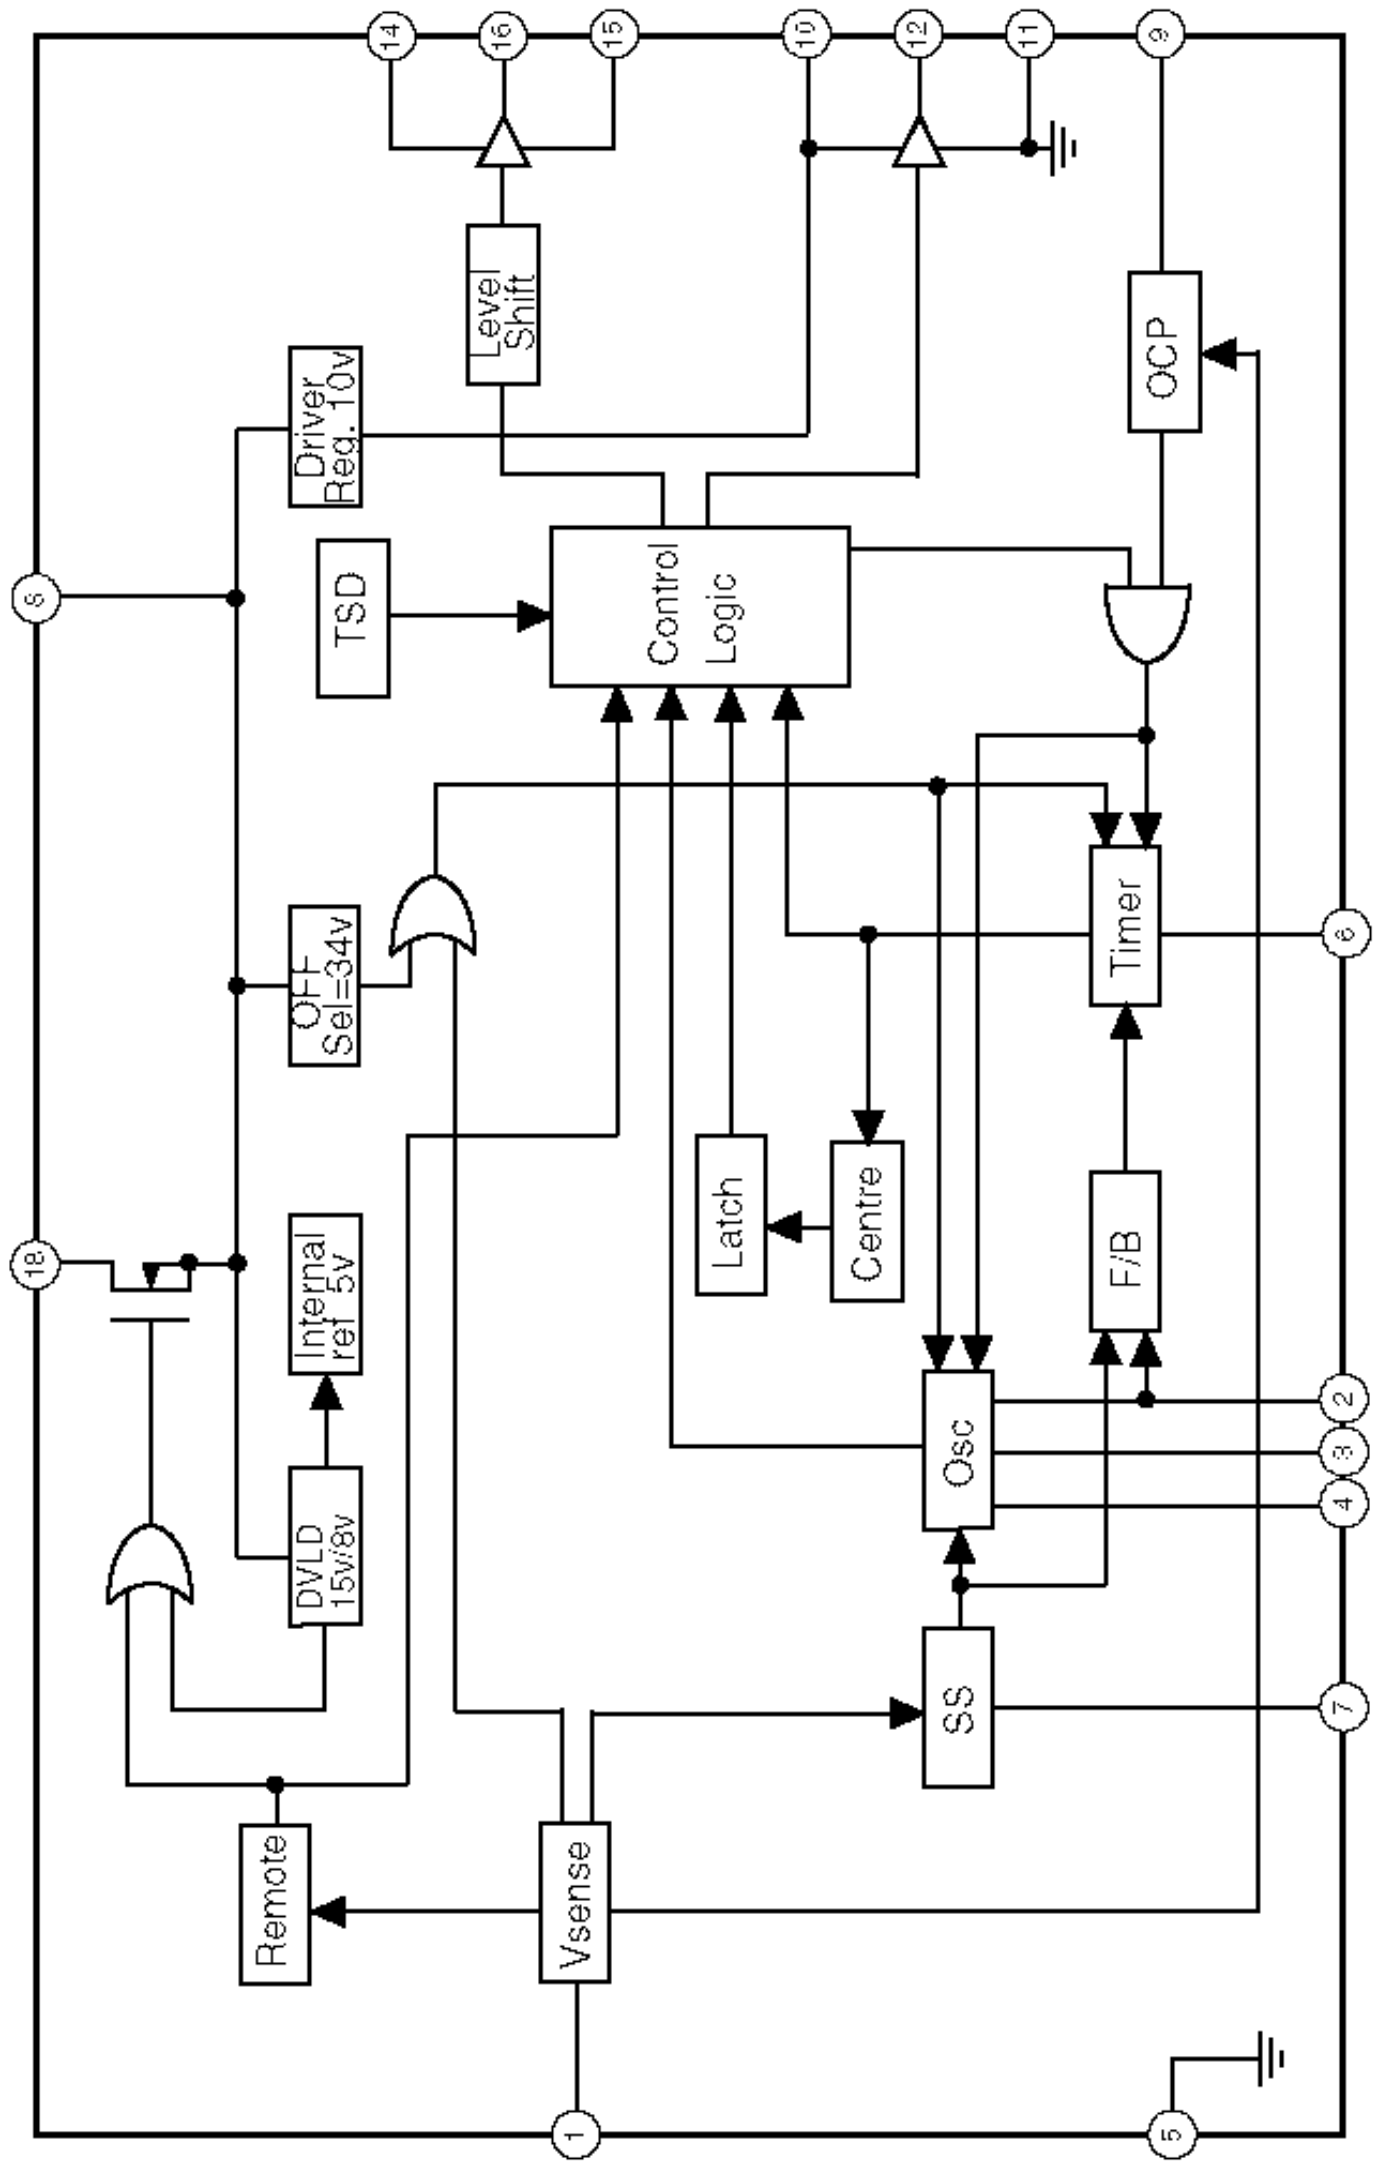 18
8
14
16
15
10
12
11
9
Remote
DVLD
15v/8v
Internal
ref 5v
OFF
Sel=34v
Driver
Reg. 10v
TSD
Level
Shift
Control
Logic
Vsense
Latch
Centre
OCP
SS
Osc
F/B
Timer
1
5
7
4
3
2
6